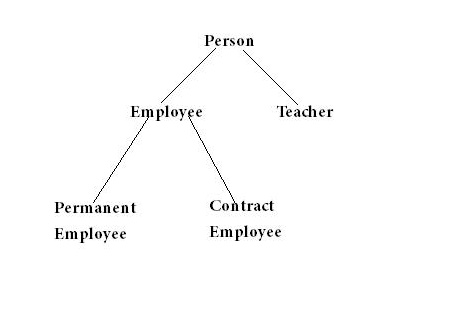 Person
Employee
Teacher
Permanent
Employee
Contract
Employee